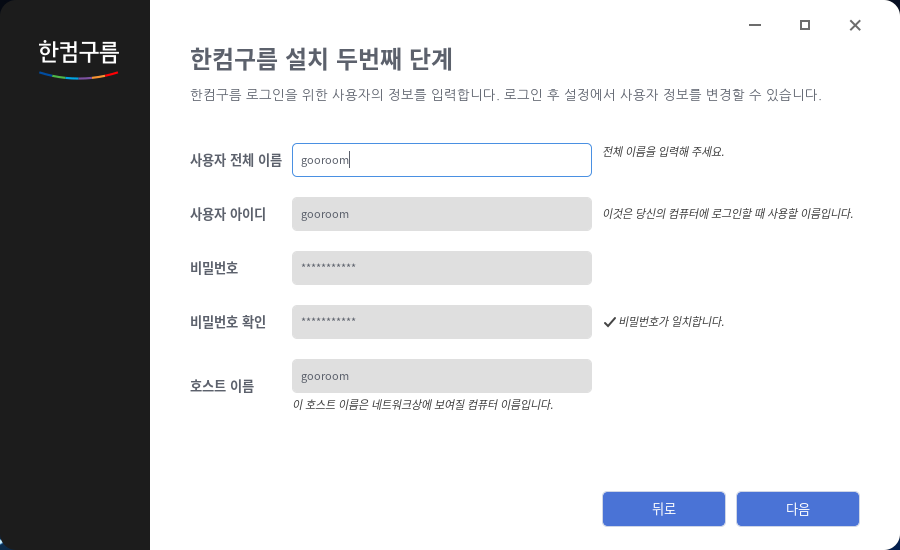 한컴구름
한컴구름 설치 두번째 단계
한컴구름 로그인을 위한 사용자의 정보를 입력합니다. 로그인 후 설정에서 사용자 정보를 변경할 수 있습니다.
사용자 전체 이름 gooroom 전체 이름을 입력해 주세요.
사용자 아이디 gooroom 이것은 당신의 컴퓨터에 로그인할 때 사용할 이름입니다.
비밀번호 ***********
비밀번호 확인 *********** ✔ 비밀번호가 일치합니다.
호스트 이름 gooroom
이 호스트 이름은 네트워크상에 보여질 컴퓨터 이름입니다.
뒤로 다음